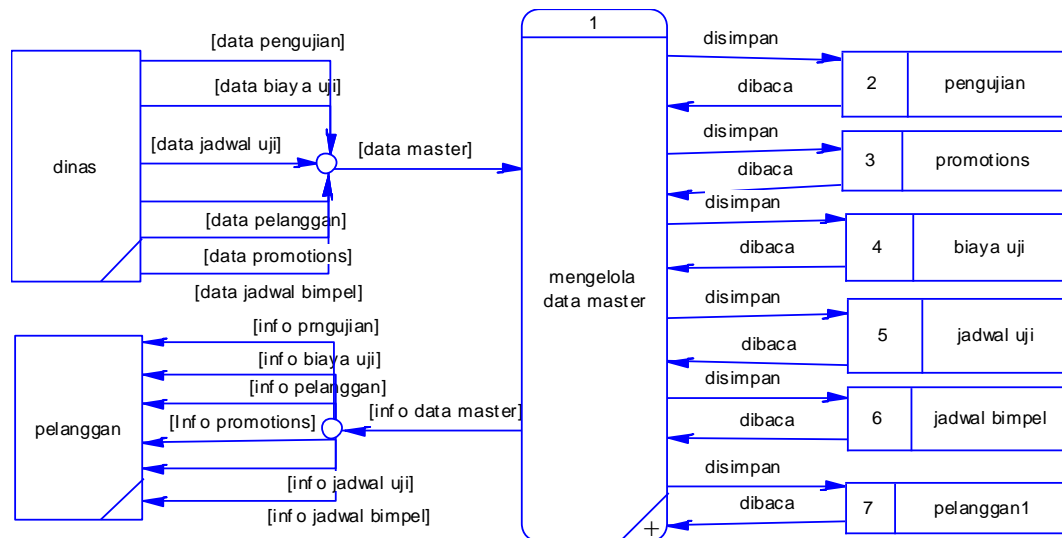 1
[data pengujian]
[data biaya uji]
[data jadwal uji]
[data pelanggan]
[data promotions]
[data jadwal bimpel]
dinas
[data master]
[info prngujian]
[info biaya uji]
[info pelanggan]
[Info promotions]
[info jadwal uji]
[info jadwal bimpel]
pelanggan
[info data master]
mengelola
data master
+
disimpan
dibaca
2 pengujian
disimpan
dibaca
3 promotions
disimpan
dibaca
4 biaya uji
disimpan
dibaca
5 jadwal uji
disimpan
dibaca
6 jadwal bimpel
disimpan
dibaca
7 pelanggan1